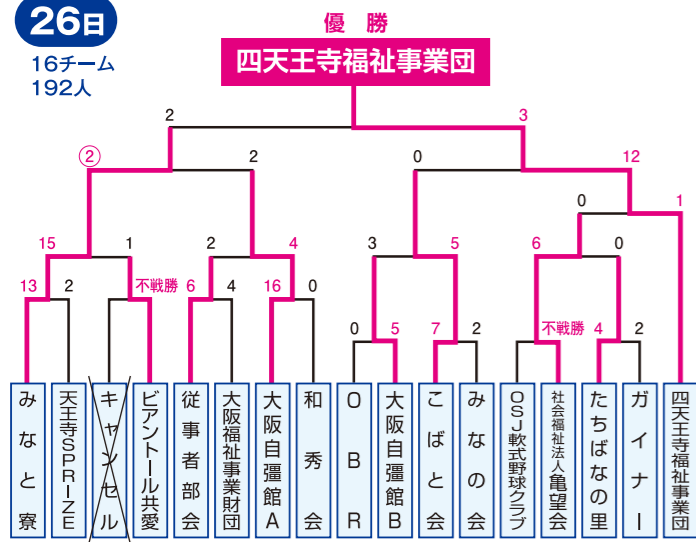 26日
16チーム
192人
優勝
四天王寺福祉事業団
2
3
②
2
0
12
15
1
2
4
3
5
6
0
0
1
13
2
不戦勝
6
4
16
0
0
5
7
2
不戦勝
4
2
みなと寮
天王寺SPRIZE
キャンセル
ビアントール共愛
従事者部会
大阪福祉事業財団
大阪自彊館A
和秀会
OBR
大阪自彊館B
こばと会
みなの会
OSJ軟式野球クラブ
社会福祉法人亀望会
たちばなの里
ガイナー
四天王寺福祉事業団